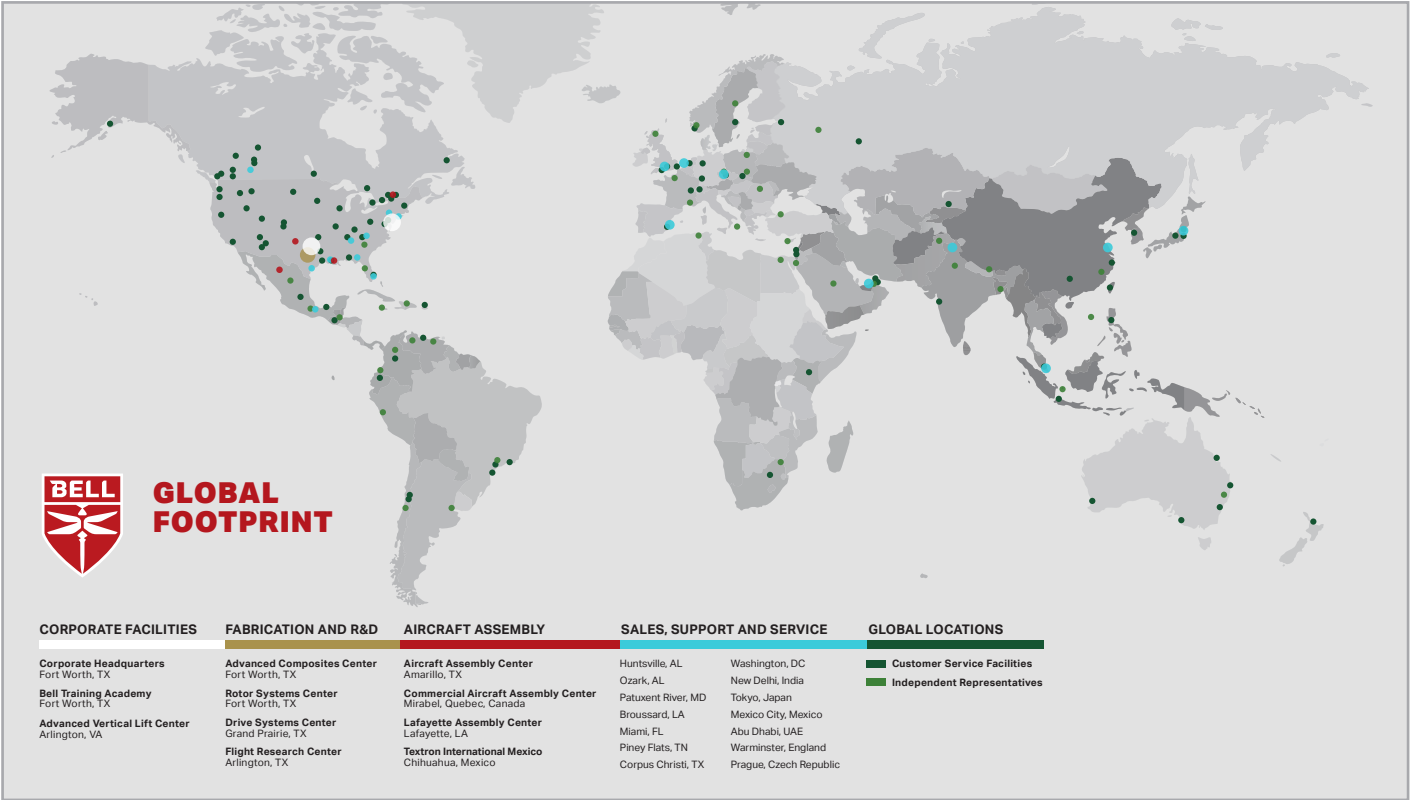 BELL
GLOBAL
FOOTPRINT
CORPORATE FACILITIES
Corporate Headquarters
Fort Worth, TX
Bell Training Academy
Fort Worth, TX
Advanced Vertical Lift Center
Arlington, VA
FABRICATION AND R&D
Advanced Composites Center
Fort Worth, TX
Rotor Systems Center
Fort Worth, TX
Drive Systems Center
Grand Prairie, TX
Flight Research Center
Arlington, TX
AIRCRAFT ASSEMBLY
Aircraft Assembly Center
Amarillo, TX
Commercial Aircraft Assembly Center
Mirabel, Quebec, Canada
Lafayette Assembly Center
Lafayette, LA
Textron International Mexico
Chihuahua, Mexico
SALES, SUPPORT AND SERVICE
Huntsville, AL
Ozark, AL
Patuxent River, MD
Broussard, LA
Miami, FL
Piney Flats, TN
Corpus Christi, TX
Washington, DC
New Delhi, India
Tokyo, Japan
Mexico City, Mexico
Abu Dhabi, UAE
Warminster, England
Prague, Czech Republic
GLOBAL LOCATIONS
Customer Service Facilities
Independent Representatives